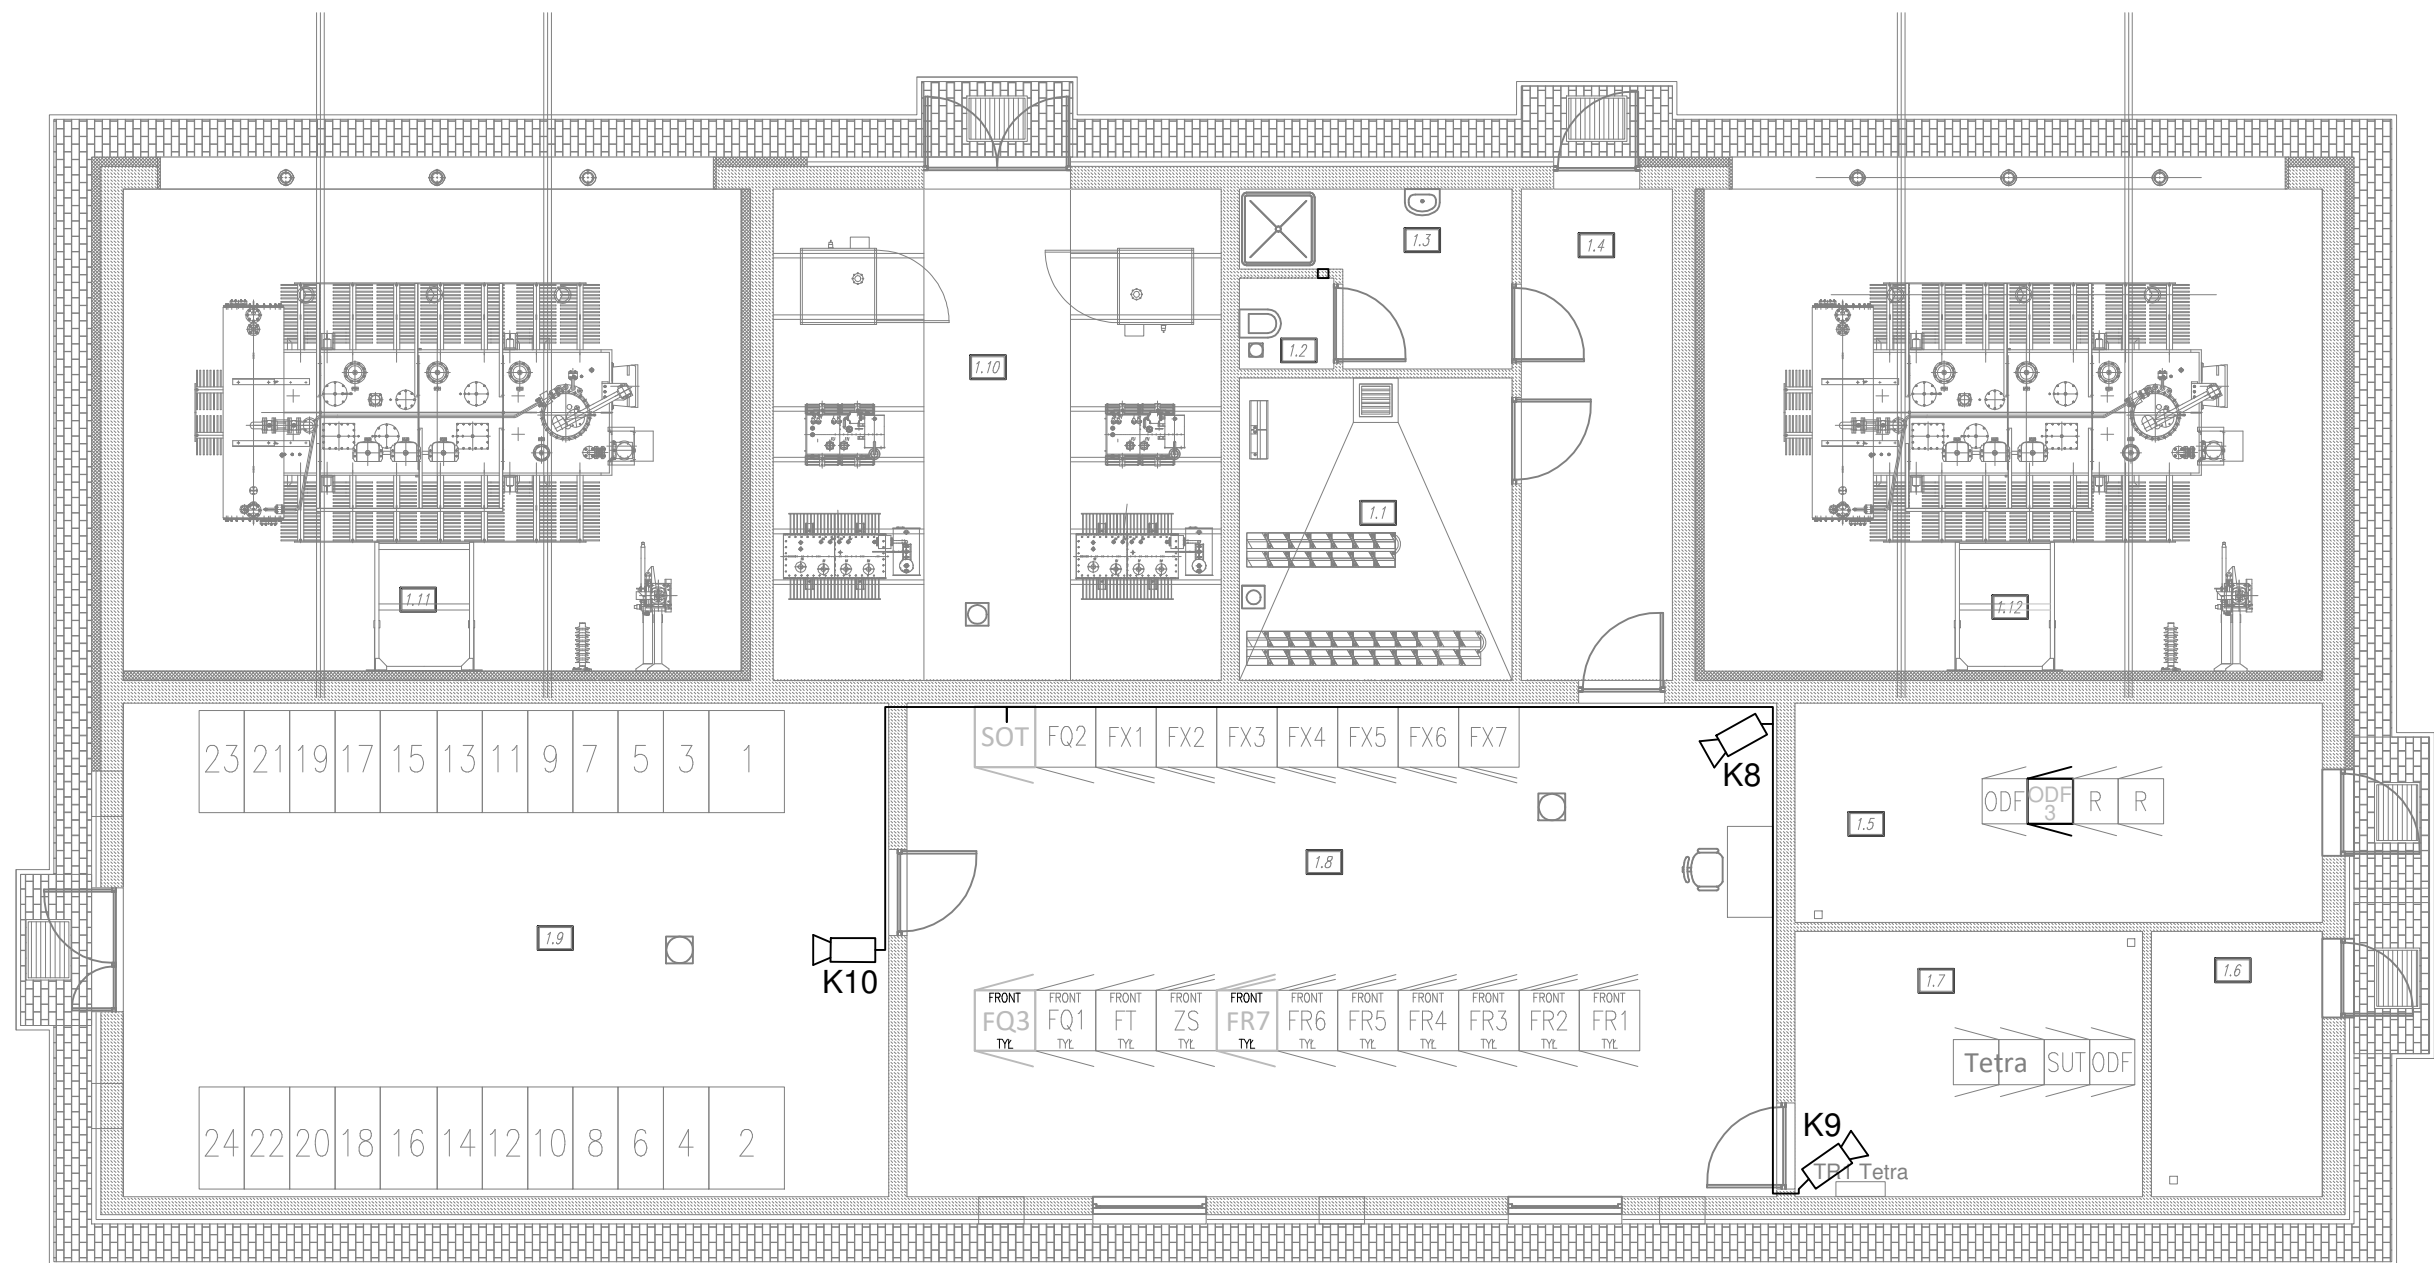 1.3
1.4
1.2
1.10
1.1
1.11
1.12
23 21 19 17 15 13 11 9 7 5 3 1
SOT FQ2 FX1 FX2 FX3 FX4 FX5 FX6 FX7
K8
ODF ODF 3 R R
1.5
1.8
1.9
K10
1.7
1.6
FRONT FRONT FRONT FRONT FRONT FRONT FRONT FRONT FRONT FRONT FRONT
FQ3 FQ1 FT ZS FR7 FR6 FR5 FR4 FR3 FR2 FR1
TYŁ TYŁ TYŁ TYŁ TYŁ TYŁ TYŁ TYŁ TYŁ TYŁ TYŁ
Tetra SUT ODF
K9
TR1 Tetra
24 22 20 18 16 14 12 10 8 6 4 2